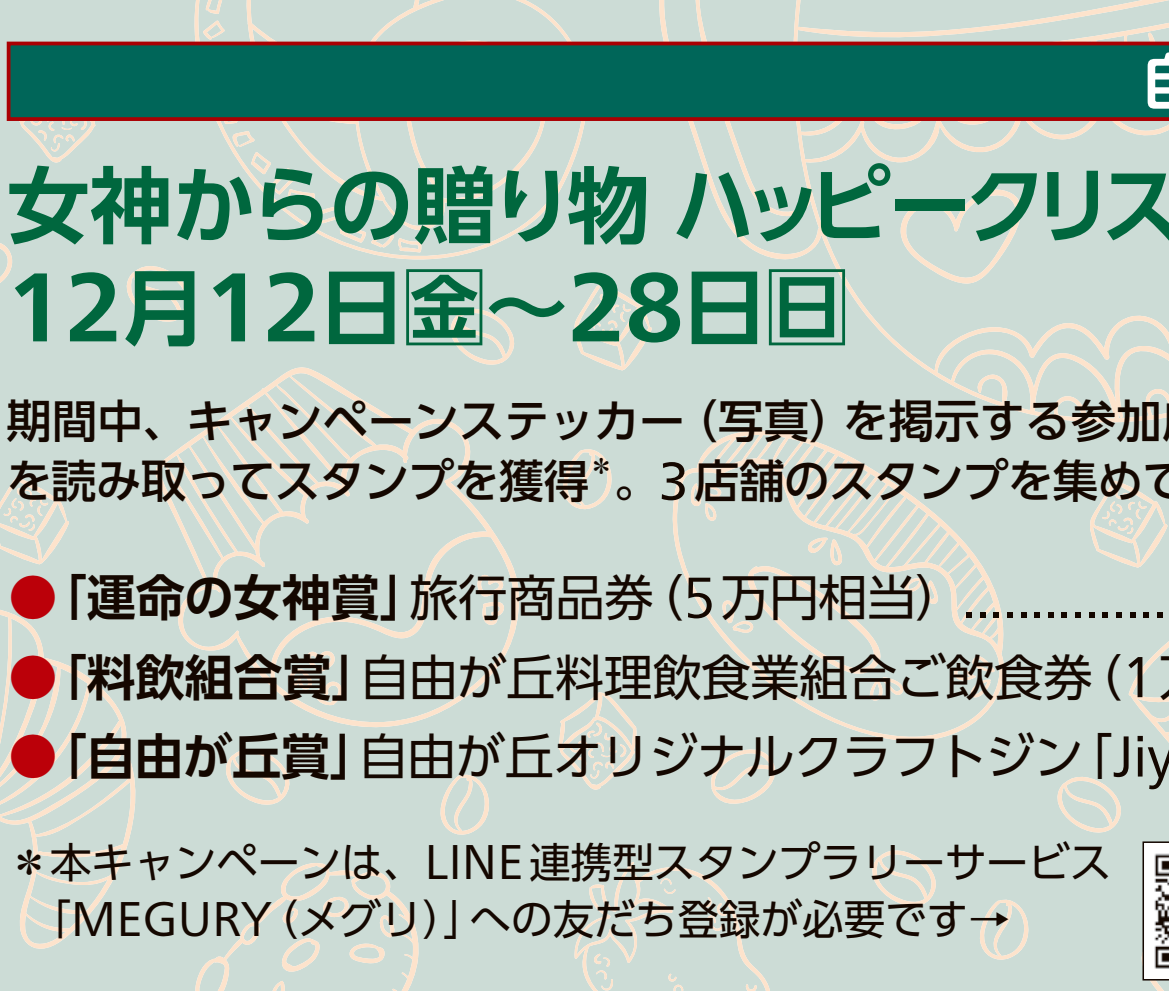 女神からの贈り物 ハッピークリス
12月12日金～28日日
期間中、キャンペーンステッカー（写真）を掲示する参加
を読み取ってスタンプを獲得*。3店舗のスタンプを集めて
●「運命の女神賞」旅行商品券（5万円相当）
●「料飲組合賞」自由が丘料理飲食業組合ご飲食券（1万
●「自由が丘賞」自由が丘オリジナルクラフトジン「Jiy
＊本キャンペーンは、LINE連携型スタンプラリーサービス
「MEGURY（メグリ）」への友だち登録が必要です→